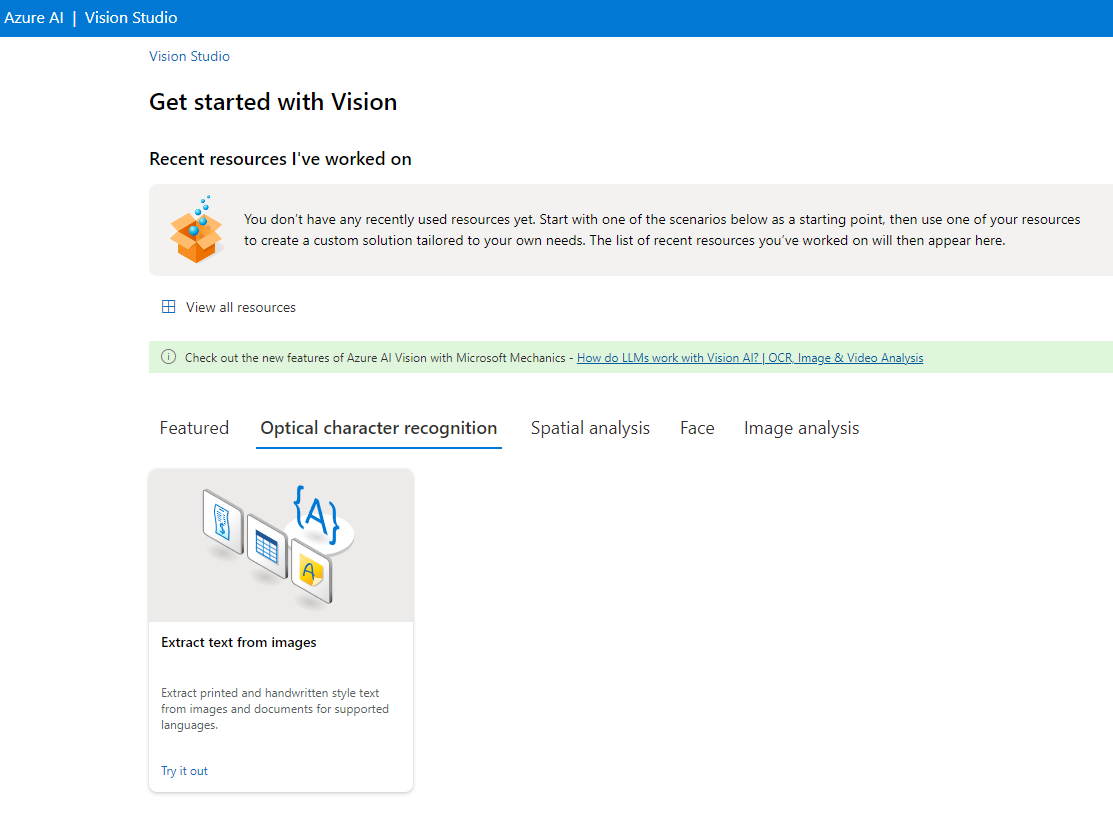 Azure AI | Vision Studio
Vision Studio
Get started with Vision
Recent resources I've worked on
You don't have any recently used resources yet. Start with one of the scenarios below as a starting point, then use one of your resources
to create a custom solution tailored to your own needs. The list of recent resources you've worked on will then appear here.
View all resources
Check out the new features of Azure AI Vision with Microsoft Mechanics - How do LLMs work with Vision AI? | OCR, Image & Video Analysis
Featured Optical character recognition Spatial analysis Face Image analysis
{A}
A
Extract text from images
Extract printed and handwritten style text
from images and documents for supported
languages.
Try it out